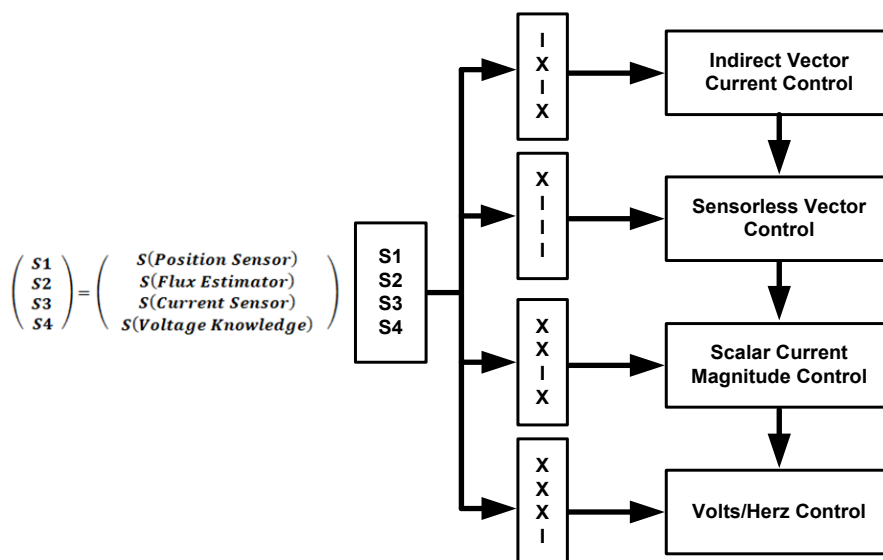 S1
S2
S3
S4
=
S(Position Sensor)
S(Flux Estimator)
S(Current Sensor)
S(Voltage Knowledge)
S1
S2
S3
S4
I
X
I
X
Indirect Vector
Current Control
X
I
I
I
Sensorless Vector
Control
X
X
I
X
Scalar Current
Magnitude Control
X
X
X
I
Volts/Herz Control